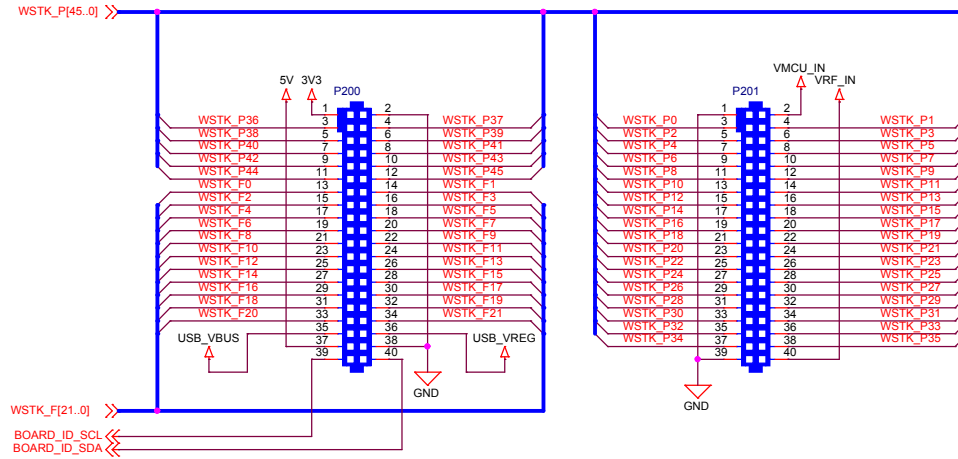 WSTK_P[45..0]
5V 3V3 VMCU_IN VRF_IN
P200 P201
1 2 1 2
WSTK_P36 3 4 WSTK_P37 WSTK_P0 3 4 WSTK_P1
WSTK_P38 5 6 WSTK_P39 WSTK_P2 5 6 WSTK_P3
WSTK_P40 7 8 WSTK_P41 WSTK_P4 7 8 WSTK_P5
WSTK_P42 9 10 WSTK_P43 WSTK_P6 9 10 WSTK_P7
WSTK_P44 11 12 WSTK_P45 WSTK_P8 11 12 WSTK_P9
WSTK_F0 13 14 WSTK_F1 WSTK_P10 13 14 WSTK_P11
WSTK_F2 15 16 WSTK_F3 WSTK_P12 15 16 WSTK_P13
WSTK_F4 17 18 WSTK_F5 WSTK_P14 17 18 WSTK_P15
WSTK_F6 19 20 WSTK_F7 WSTK_P16 19 20 WSTK_P17
WSTK_F8 21 22 WSTK_F9 WSTK_P18 21 22 WSTK_P19
WSTK_F10 23 24 WSTK_F11 WSTK_P20 23 24 WSTK_P21
WSTK_F12 25 26 WSTK_F13 WSTK_P22 25 26 WSTK_P23
WSTK_F14 27 28 WSTK_F15 WSTK_P24 27 28 WSTK_P25
WSTK_F16 29 30 WSTK_F17 WSTK_P26 29 30 WSTK_P27
WSTK_F18 31 32 WSTK_F19 WSTK_P28 31 32 WSTK_P29
WSTK_F20 33 34 WSTK_F21 WSTK_P30 33 34 WSTK_P31
35 36 WSTK_P32 35 36 WSTK_P33
USB_VBUS 37 38 USB_VREG WSTK_P34 37 38 WSTK_P35
39 40 39 40
GND GND
WSTK_F[21..0]
BOARD_ID_SCL
BOARD_ID_SDA